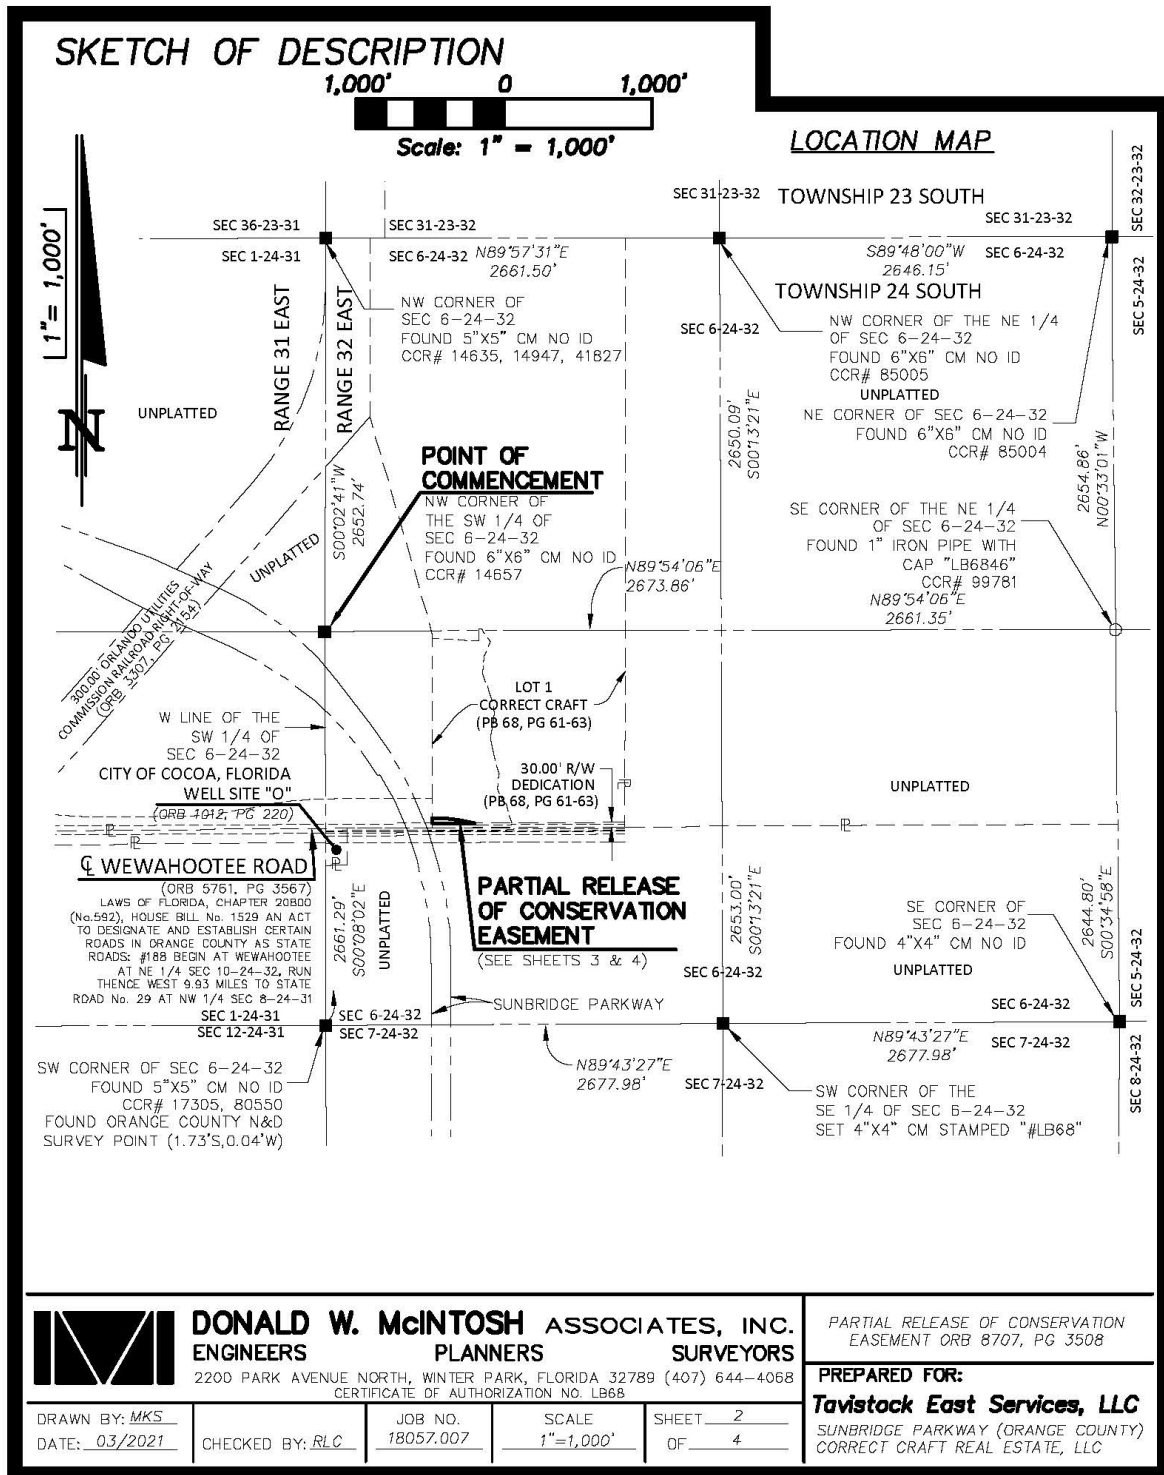 SKETCH OF DESCRIPTION
1,000' 0 1,000'
Scale: 1" = 1,000'
LOCATION MAP
1"= 1,000'
N
SEC 36-23-31
SEC 31-23-32
SEC 1-24-31
SEC 6-24-32
N89°57'31"E
2661.50'
SEC 31-23-32
TOWNSHIP 23 SOUTH
SEC 31-23-32
SEC 32-23-32
S89°48'00"W
2646.15'
SEC 6-24-32
SEC 5-24-32
TOWNSHIP 24 SOUTH
SEC 6-24-32
RANGE 31 EAST
RANGE 32 EAST
NW CORNER OF
SEC 6-24-32
FOUND 5"X5" CM NO ID
CCR# 14635, 14947, 41827
NW CORNER OF THE NE 1/4
OF SEC 6-24-32
FOUND 6"X6" CM NO ID
CCR# 85005
UNPLATTED
NE CORNER OF SEC 6-24-32
FOUND 6"X6" CM NO ID
CCR# 85004
UNPLATTED
2650.09'
S00°13'21"E
2654.86'
N00°33'01"W
POINT OF
COMMENCEMENT
NW CORNER OF
THE SW 1/4 OF
SEC 6-24-32
FOUND 6"X6" CM NO ID
CCR# 14657
S00°02'41"W
2652.74'
UNPLATTED
SE CORNER OF THE NE 1/4
OF SEC 6-24-32
FOUND 1" IRON PIPE WITH
CAP "LB6846"
CCR# 99781
N89°54'06"E
2673.86'
N89°54'06"E
2661.35'
300.00' ORLANDO UTILITIES
COMMISSION RAILROAD RIGHT-OF-WAY
(ORB 3307, PG 2154)
LOT 1
CORRECT CRAFT
(PB 68, PG 61-63)
W LINE OF THE
SW 1/4 OF
SEC 6-24-32
CITY OF COCOA, FLORIDA
WELL SITE "O"
(ORB 1012, PG 220)
30.00' R/W
DEDICATION
(PB 68, PG 61-63)
UNPLATTED
℄ WEWAHOOTEE ROAD
(ORB 5761, PG 3567)
LAWS OF FLORIDA, CHAPTER 20800
(No.592), HOUSE BILL No. 1529 AN ACT
TO DESIGNATE AND ESTABLISH CERTAIN
ROADS IN ORANGE COUNTY AS STATE
ROADS: #188 BEGIN AT WEWAHOOTEE
AT NE 1/4 SEC 10-24-32, RUN
THENCE WEST 9.93 MILES TO STATE
ROAD No. 29 AT NW 1/4 SEC 8-24-31
2661.29'
S00°08'02"E
UNPLATTED
PARTIAL RELEASE
OF CONSERVATION
EASEMENT
(SEE SHEETS 3 & 4)
2653.00'
S00°13'21"E
SE CORNER OF
SEC 6-24-32
FOUND 4"X4" CM NO ID
UNPLATTED
2644.80'
S00°34'58"E
SEC 5-24-32
SEC 6-24-32
SUNBRIDGE PARKWAY
SEC 1-24-31
SEC 6-24-32
SEC 12-24-31
SEC 7-24-32
SEC 6-24-32
N89°43'27"E
2677.98'
SEC 7-24-32
SEC 8-24-32
N89°43'27"E
2677.98'
SEC 7-24-32
SW CORNER OF SEC 6-24-32
FOUND 5"X5" CM NO ID
CCR# 17305, 80550
FOUND ORANGE COUNTY N&D
SURVEY POINT (1.73'S,0.04'W)
SW CORNER OF THE
SE 1/4 OF SEC 6-24-32
SET 4"X4" CM STAMPED "#LB68"
DONALD W. McINTOSH ASSOCIATES, INC.
ENGINEERS PLANNERS SURVEYORS
2200 PARK AVENUE NORTH, WINTER PARK, FLORIDA 32789 (407) 644-4068
CERTIFICATE OF AUTHORIZATION NO. LB68
PARTIAL RELEASE OF CONSERVATION
EASEMENT ORB 8707, PG 3508
PREPARED FOR:
Tavistock East Services, LLC
SUNBRIDGE PARKWAY (ORANGE COUNTY)
CORRECT CRAFT REAL ESTATE, LLC
DRAWN BY: MKS
DATE: 03/2021
CHECKED BY: RLC
JOB NO.
18057.007
SCALE
1"=1,000'
SHEET 2
OF 4